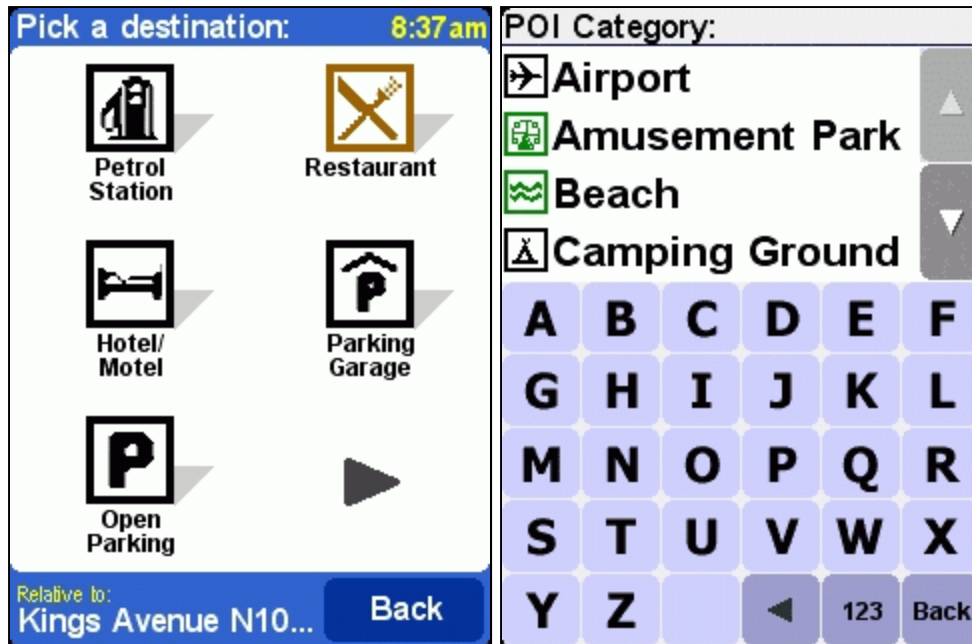 Pick a destination: 8:37am
Petrol
Station
Restaurant
Hotel/
Motel
Parking
Garage
Open
Parking
Relative to:
Kings Avenue N10...
Back
POI Category:
Airport
Amusement Park
Beach
Camping Ground
A B C D E F
G H I J K L
M N O P Q R
S T U V W X
Y Z 123 Back